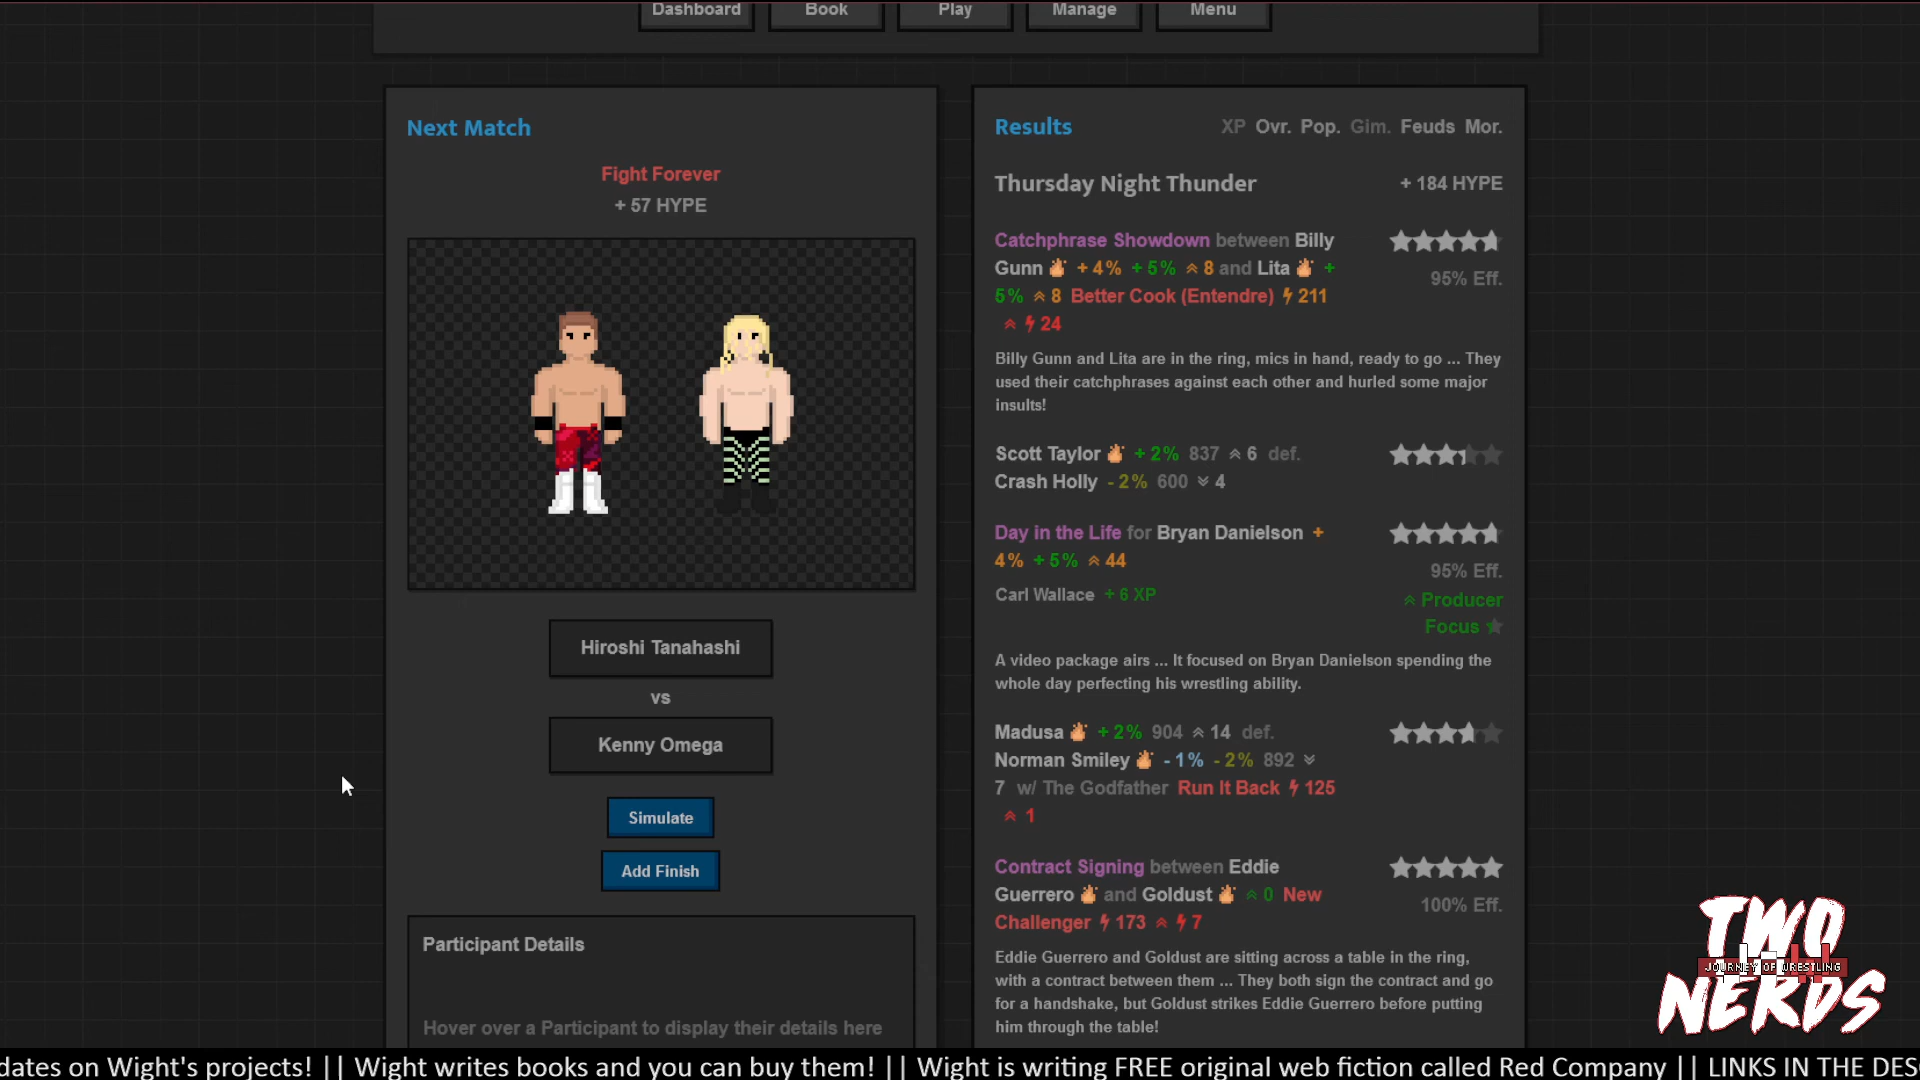 Dashboard Book Play Manage Menu
Next Match
Fight Forever
+ 57 HYPE
Hiroshi Tanahashi
vs
Kenny Omega
Simulate
Add Finish
Participant Details
Hover over a Participant to display their details here
Results XP Ovr. Pop. Gim. Feuds Mor.
Thursday Night Thunder + 184 HYPE
Catchphrase Showdown between Billy
Gunn + 4% + 5% 8 and Lita +
95% Eff.
5% 8 Better Cook (Entendre) 211
24
Billy Gunn and Lita are in the ring, mics in hand, ready to go ... They
used their catchphrases against each other and hurled some major
insults!
Scott Taylor + 2% 837 6 def.
Crash Holly - 2% 600 4
Day in the Life for Bryan Danielson +
4% + 5% 44
95% Eff.
Carl Wallace + 6 XP
Producer
Focus
A video package airs ... It focused on Bryan Danielson spending the
whole day perfecting his wrestling ability.
Madusa + 2% 904 14 def.
Norman Smiley - 1% - 2% 892
7 w/ The Godfather Run It Back 125
1
Contract Signing between Eddie
Guerrero and Goldust 0 New
100% Eff.
Challenger 173 7
Eddie Guerrero and Goldust are sitting across a table in the ring,
with a contract between them ... They both sign the contract and go
for a handshake, but Goldust strikes Eddie Guerrero before putting
him through the table!
TWO
JOURNEY OF WRESTLING
NERDS
dates on Wight's projects! || Wight writes books and you can buy them! || Wight is writing FREE original web fiction called Red Company || LINKS IN THE DES